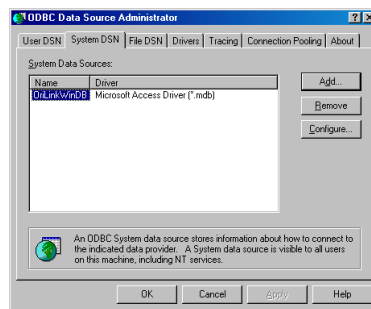 ODBC Data Source Administrator
User DSN System DSN File DSN Drivers Tracing Connection Pooling About
System Data Sources:
Name Driver
OriLinkWinDB Microsoft Access Driver (*.mdb)
Add...
Remove
Configure...
An ODBC System data source stores information about how to connect to
the indicated data provider. A System data source is visible to all users
on this machine, including NT services.
OK Cancel Apply Help